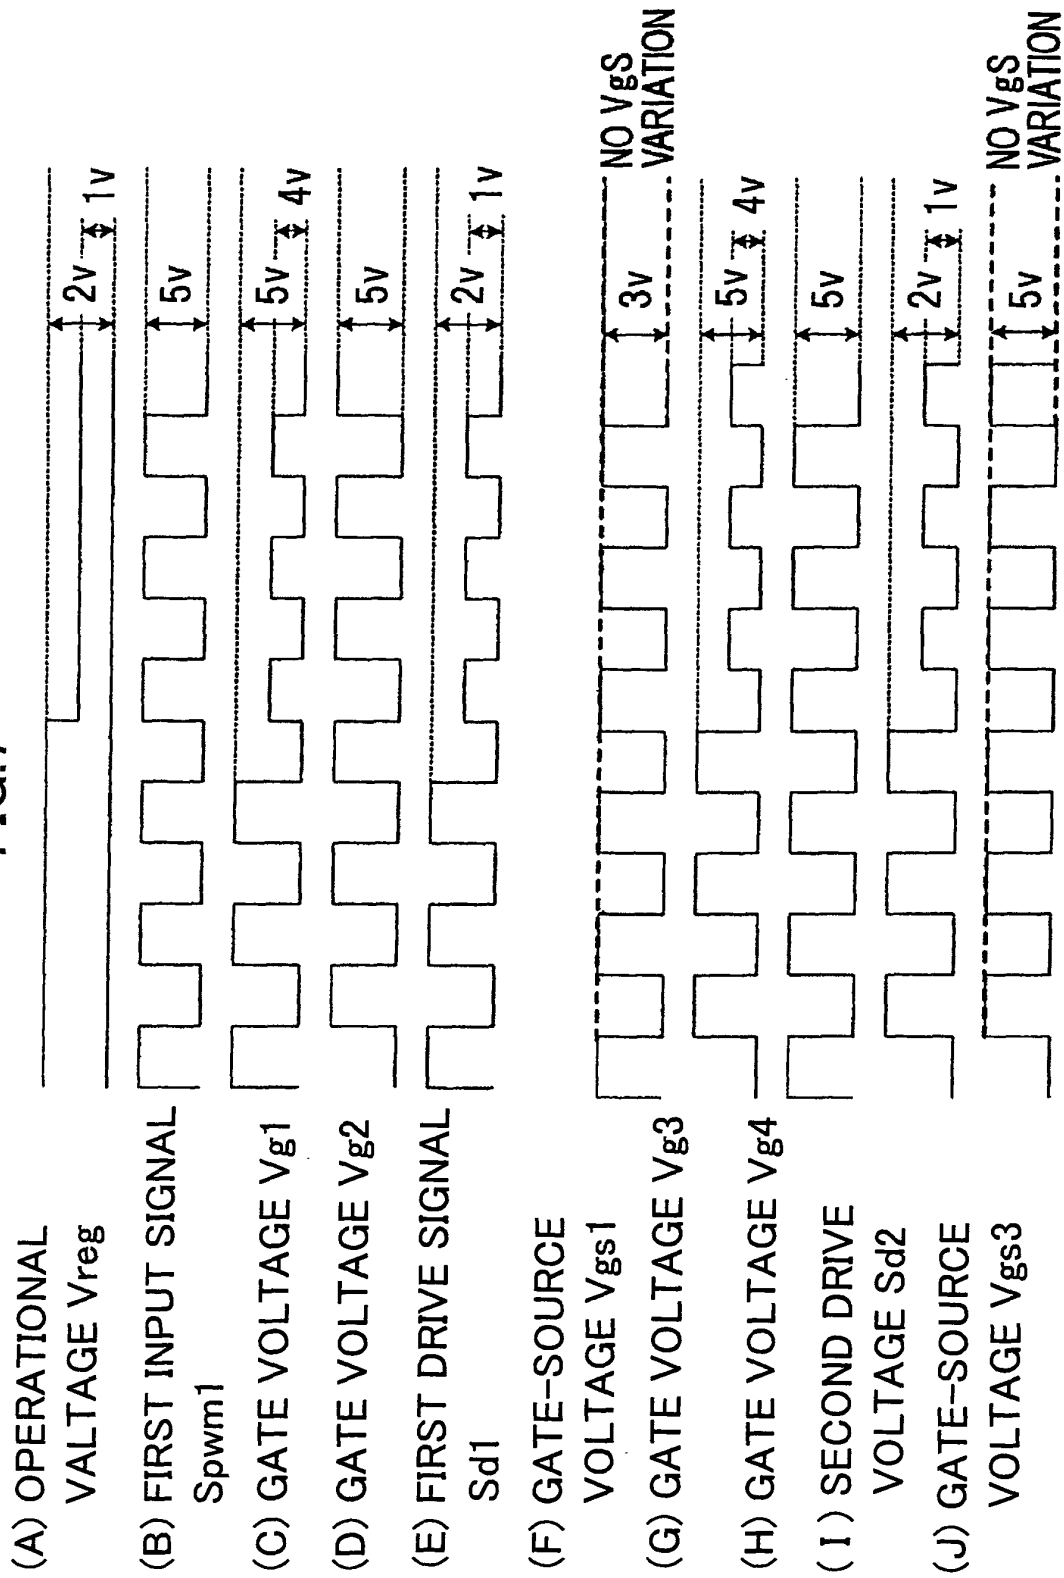 (A) OPERATIONAL
VALTAGE Vreg
2v 1v
(B) FIRST INPUT SIGNAL
Spwm1
5v
(C) GATE VOLTAGE Vg1
5v 4v
(D) GATE VOLTAGE Vg2
5v
(E) FIRST DRIVE SIGNAL
Sd1
2v 1v
(F) GATE-SOURCE
VOLTAGE Vgs1
3v
NO VgS
VARIATION
(G) GATE VOLTAGE Vg3
5v 4v
(H) GATE VOLTAGE Vg4
5v
(I) SECOND DRIVE
VOLTAGE Sd2
2v 1v
(J) GATE-SOURCE
VOLTAGE Vgs3
5v
NO VgS
VARIATION